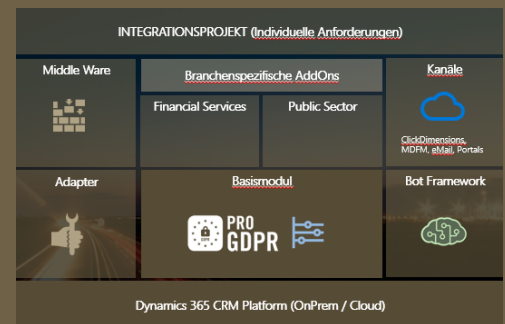 INTEGRATIONSPROJEKT (Individuelle Anforderungen)
Middle Ware
Branchenspezifische AddOns
Financial Services
Public Sector
Kanäle
ClickDimensions,
MDFM, eMail, Portals
Adapter
Basismodul
PRO
GDPR
Bot Framework
Dynamics 365 CRM Platform (OnPrem / Cloud)